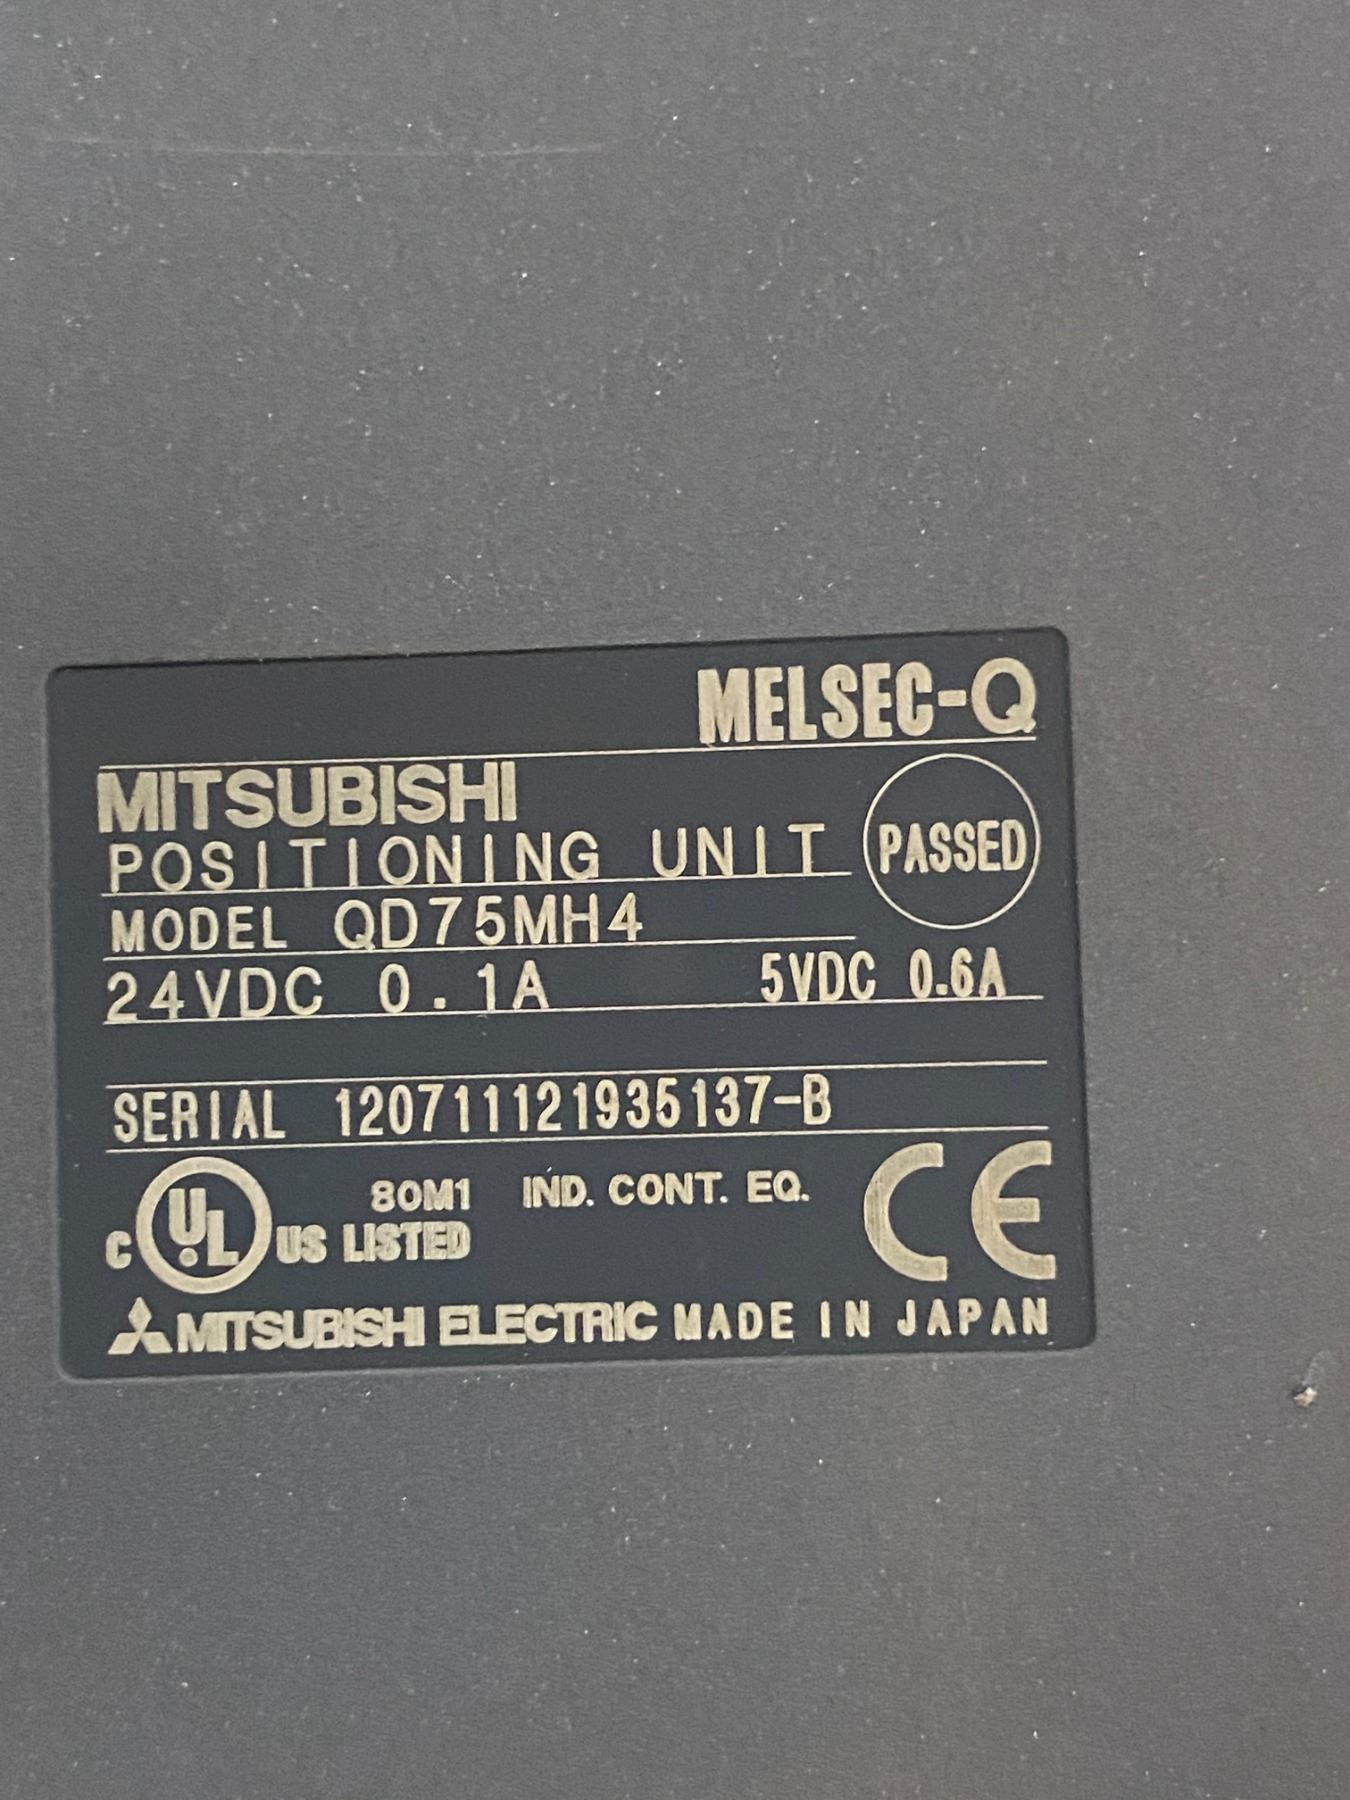 MELSEC-Q
MITSUBISHI
POSITIONING UNIT
PASSED
MODEL QD75MH4
24VDC 0.1A 5VDC 0.6A
SERIAL 120711121935137-B
80M1 IND. CONT. EQ.
C UL US LISTED
CE
MITSUBISHI ELECTRIC MADE IN JAPAN